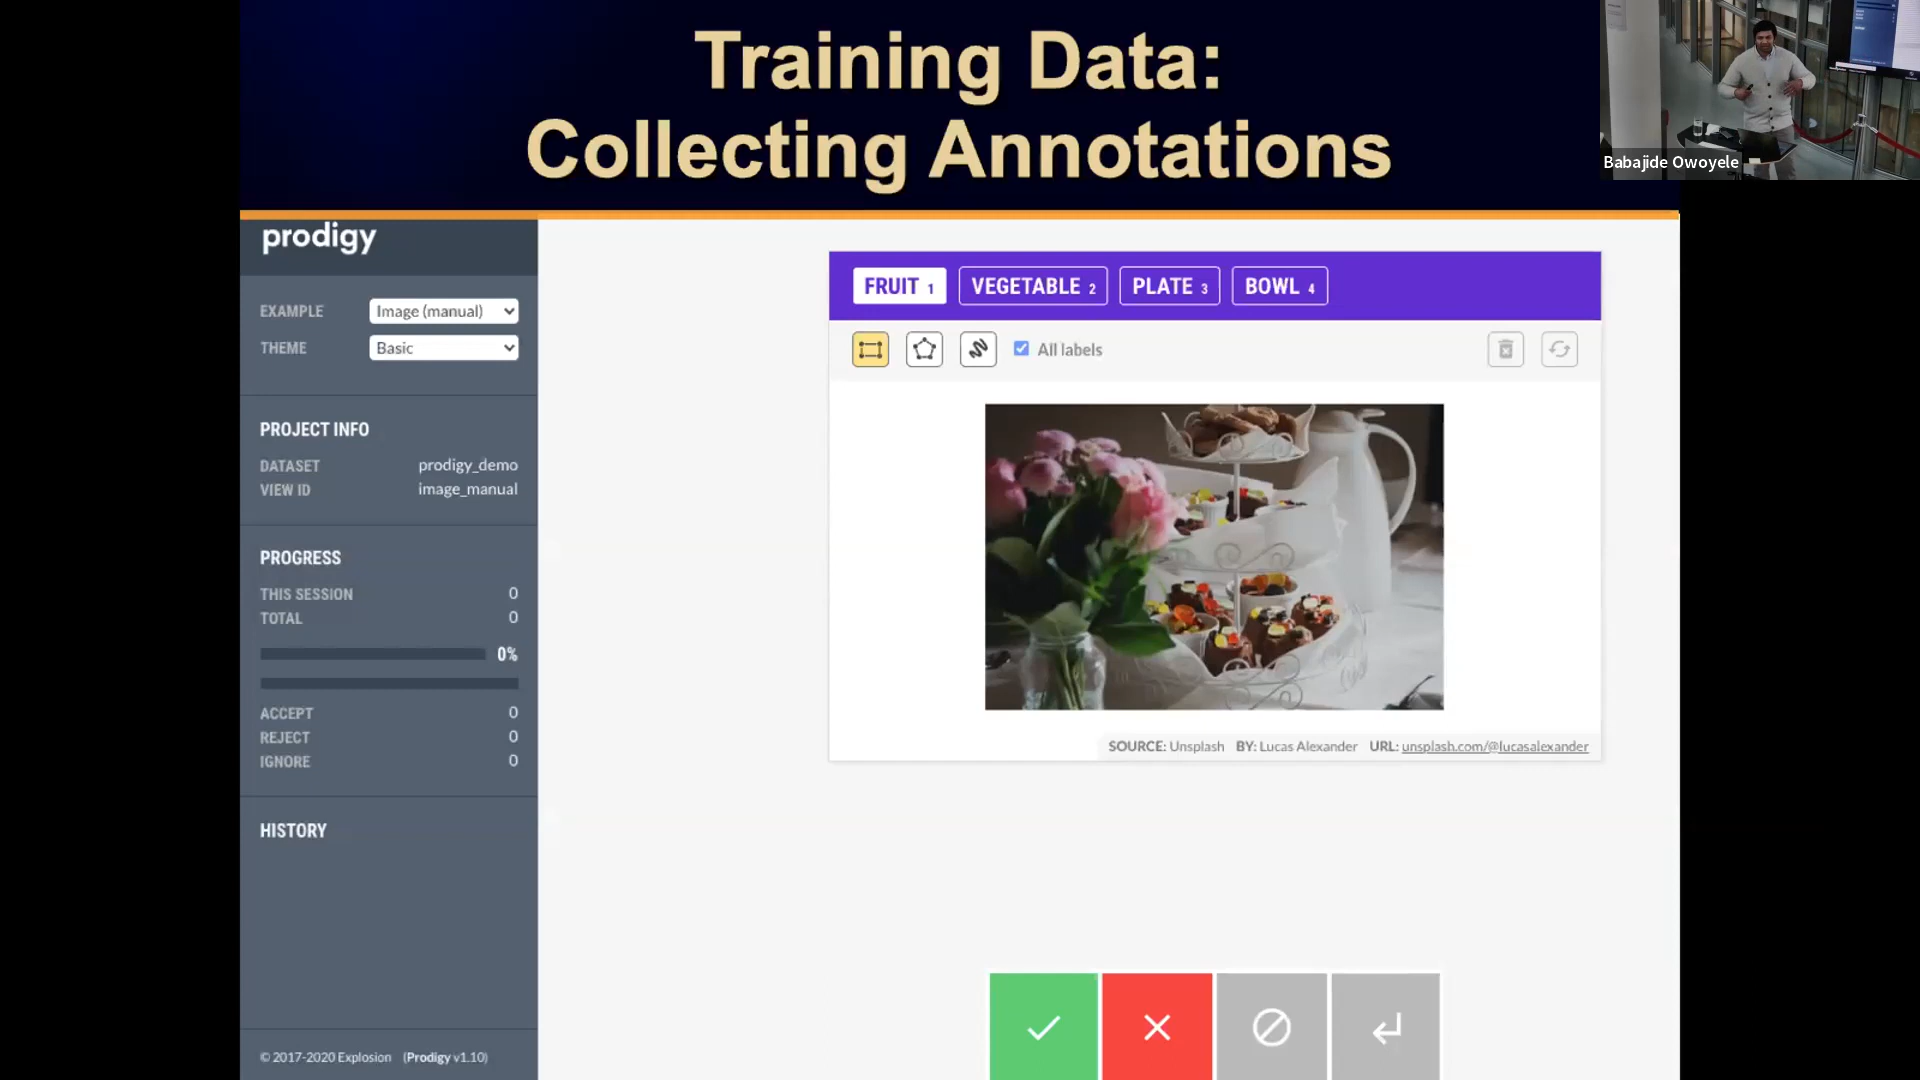 Training Data:
Collecting Annotations
Babajide Owoyele
prodigy
EXAMPLE Image (manual)
THEME Basic
PROJECT INFO
DATASET prodigy_demo
VIEW ID image_manual
PROGRESS
THIS SESSION 0
TOTAL 0
0%
ACCEPT 0
REJECT 0
IGNORE 0
HISTORY
© 2017-2020 Explosion (Prodigy v1.10)
FRUIT 1 VEGETABLE 2 PLATE 3 BOWL 4
All labels
SOURCE: Unsplash BY: Lucas Alexander URL: unsplash.com/@lucasalexander